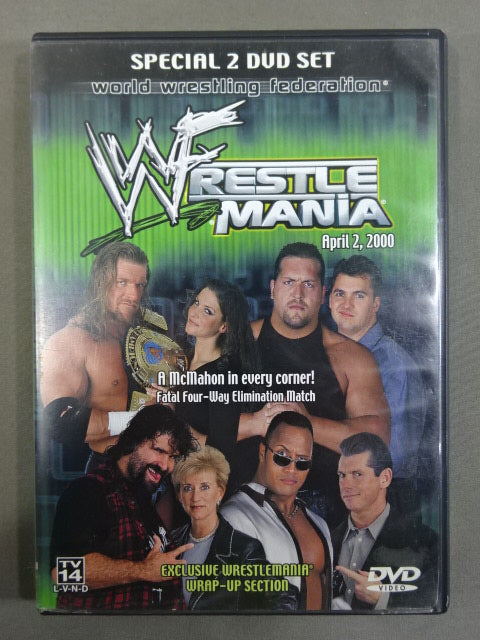 SPECIAL 2 DVD SET
world wrestling federation®
WRESTLE
MANIA®
April 2, 2000
A McMahon in every corner!
Fatal Four-Way Elimination Match
EXCLUSIVE WRESTLEMANIA®
WRAP-UP SECTION
TV
14
L-V-N-D
DVD
VIDEO